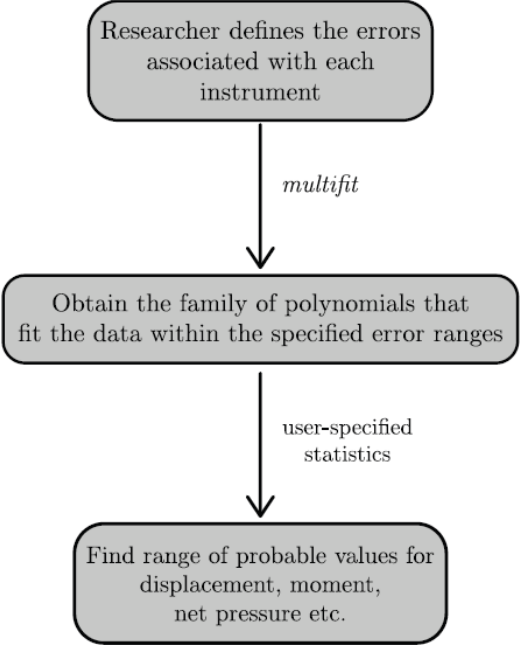 Researcher defines the errors
associated with each
instrument
multifit
Obtain the family of polynomials that
fit the data within the specified error ranges
user-specified
statistics
Find range of probable values for
displacement, moment,
net pressure etc.